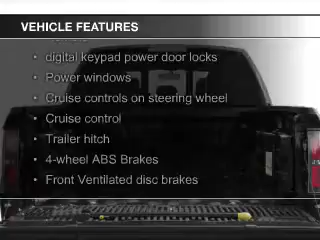 VEHICLE FEATURES
• digital keypad power door locks
• Power windows
• Cruise controls on steering wheel
• Cruise control
• Trailer hitch
• 4-wheel ABS Brakes
• Front Ventilated disc brakes